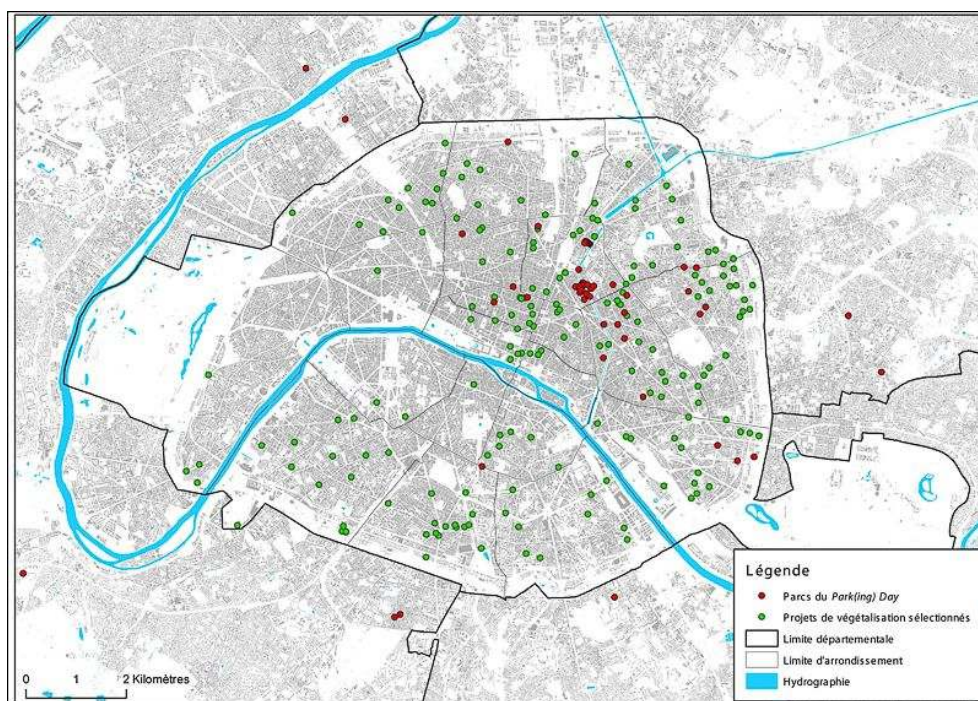 Légende
Parcs du Park(ing) Day
Projets de végétalisation sélectionnés
Limite départementale
Limite d'arrondissement
Hydrographie
0 1 2 Kilomètres